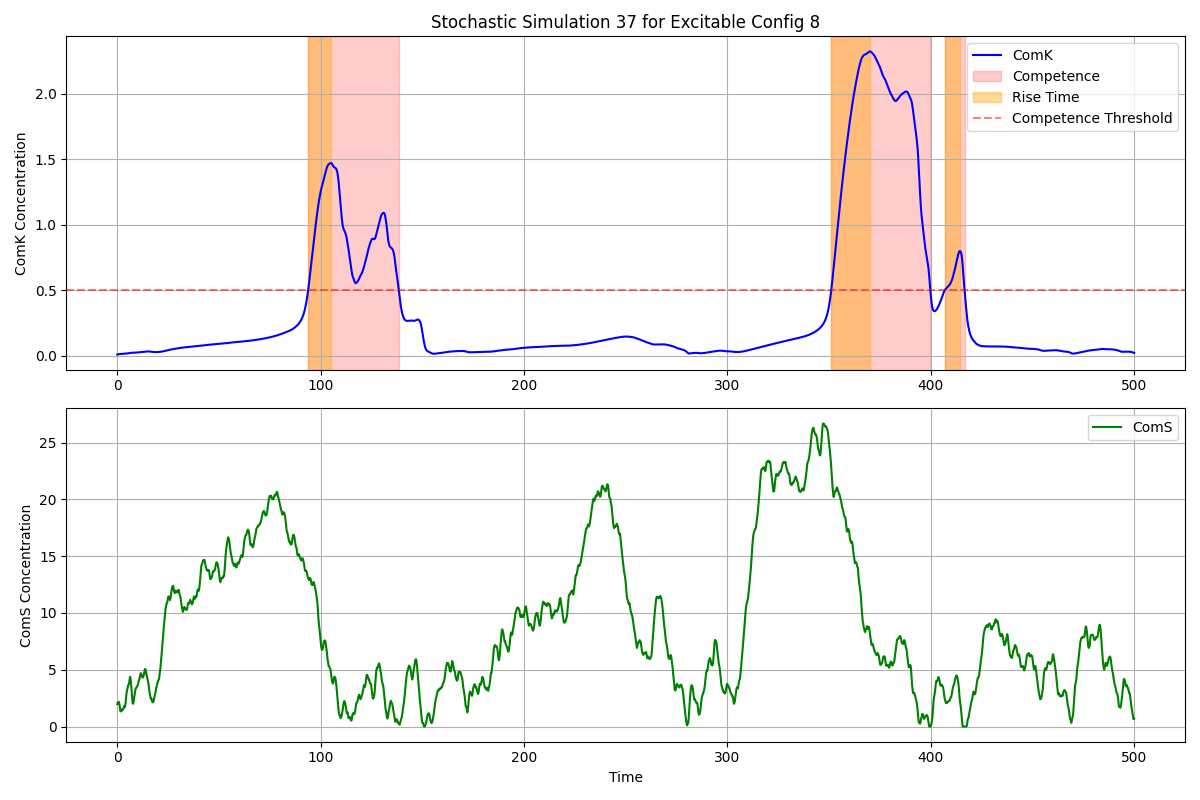 Stochastic Simulation 37 for Excitable Config 8
ComK Concentration
2.0
1.5
1.0
0.5
0.0
ComK
Competence
Rise Time
Competence Threshold
0
100
200
300
400
500
ComS Concentration
25
20
15
10
5
0
ComS
0
100
200
300
400
500
Time